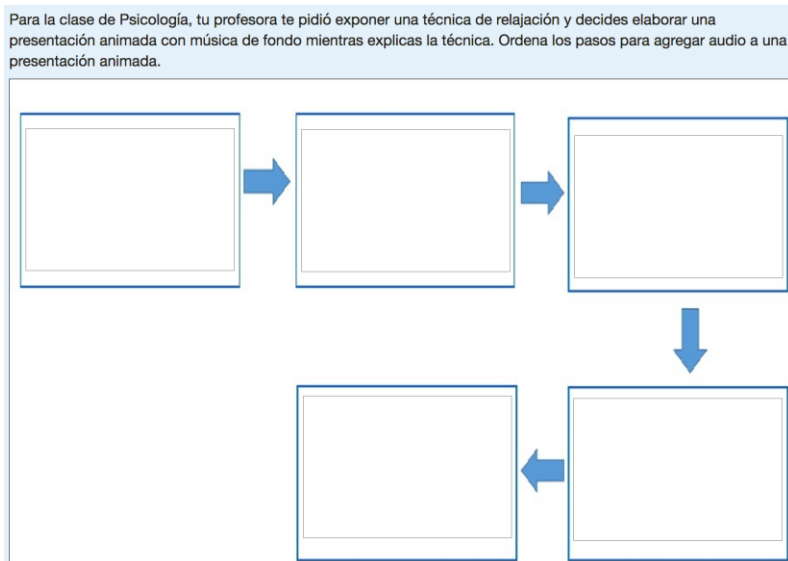 Para la clase de Psicología, tu profesora te pidió exponer una técnica de relajación y decides elaborar una
presentación animada con música de fondo mientras explicas la técnica. Ordena los pasos para agregar audio a una
presentación animada.